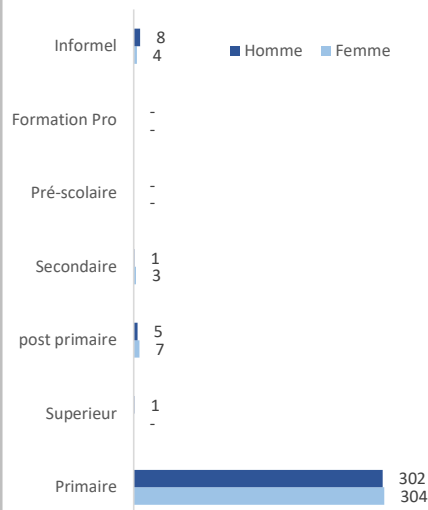 Informel 8
4
Homme Femme
Formation Pro -
-
Pré-scolaire -
-
Secondaire 1
3
post primaire 5
7
Superieur 1
-
Primaire 302
304